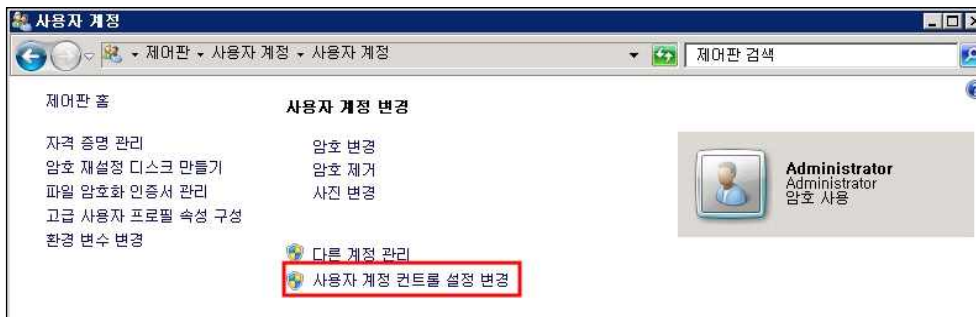 사용자 계정
제어판 사용자 계정 사용자 계정
제어판 검색
제어판 홈
자격 증명 관리
암호 재설정 디스크 만들기
파일 암호화 인증서 관리
고급 사용자 프로필 속성 구성
환경 변수 변경
사용자 계정 변경
암호 변경
암호 제거
사진 변경
다른 계정 관리
사용자 계정 컨트롤 설정 변경
Administrator
Administrator
암호 사용